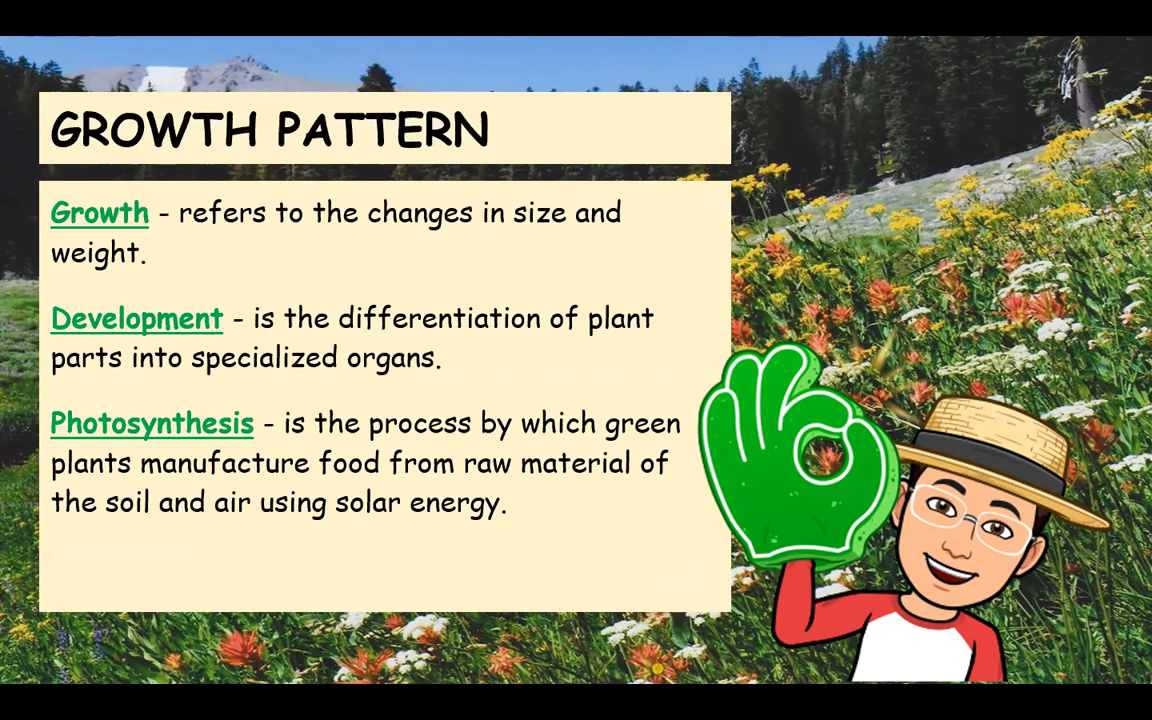 GROWTH PATTERN
Growth - refers to the changes in size and
weight.
Development - is the differentiation of plant
parts into specialized organs.
Photosynthesis - is the process by which green
plants manufacture food from raw material of
the soil and air using solar energy.